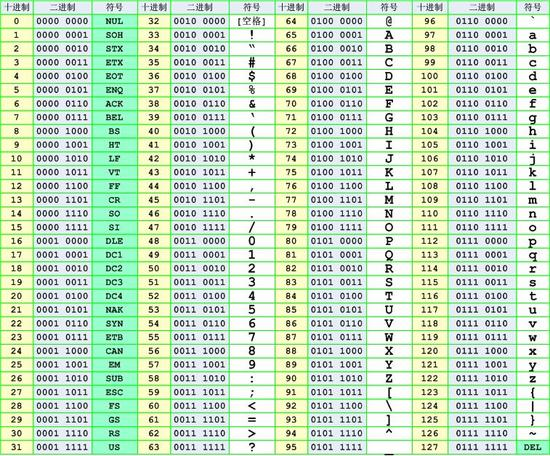 十进制 二进制 符号 十进制 二进制 符号 十进制 二进制 符号 十进制 二进制 符号
0 0000 0000 NUL 32 0010 0000 [空格] 64 0100 0000 @ 96 0110 0000 `
1 0000 0001 SOH 33 0010 0001 ! 65 0100 0001 A 97 0110 0001 a
2 0000 0010 STX 34 0010 0010 “ 66 0100 0010 B 98 0110 0010 b
3 0000 0011 ETX 35 0010 0011 # 67 0100 0011 C 99 0110 0011 c
4 0000 0100 EOT 36 0010 0100 $ 68 0100 0100 D 100 0110 0100 d
5 0000 0101 ENQ 37 0010 0101 % 69 0100 0101 E 101 0110 0101 e
6 0000 0110 ACK 38 0010 0110 & 70 0100 0110 F 102 0110 0110 f
7 0000 0111 BEL 39 0010 0111 ‘ 71 0100 0111 G 103 0110 0111 g
8 0000 1000 BS 40 0010 1000 ( 72 0100 1000 H 104 0110 1000 h
9 0000 1001 HT 41 0010 1001 ) 73 0100 1001 I 105 0110 1001 i
10 0000 1010 LF 42 0010 1010 * 74 0100 1010 J 106 0110 1010 j
11 0000 1011 VT 43 0010 1011 + 75 0100 1011 K 107 0110 1011 k
12 0000 1100 FF 44 0010 1100 , 76 0100 1100 L 108 0110 1100 l
13 0000 1101 CR 45 0010 1101 - 77 0100 1101 M 109 0110 1101 m
14 0000 1110 SO 46 0010 1110 . 78 0100 1110 N 110 0110 1110 n
15 0000 1111 SI 47 0010 1111 / 79 0100 1111 O 111 0110 1111 o
16 0001 0000 DLE 48 0011 0000 0 80 0101 0000 P 112 0111 0000 p
17 0001 0001 DC1 49 0011 0001 1 81 0101 0001 Q 113 0111 0001 q
18 0001 0010 DC2 50 0011 0010 2 82 0101 0010 R 114 0111 0010 r
19 0001 0011 DC3 51 0011 0011 3 83 0101 0011 S 115 0111 0011 s
20 0001 0100 DC4 52 0011 0100 4 84 0101 0100 T 116 0111 0100 t
21 0001 0101 NAK 53 0011 0101 5 85 0101 0101 U 117 0111 0101 u
22 0001 0110 SYN 54 0011 0110 6 86 0101 0110 V 118 0111 0110 v
23 0001 0111 ETB 55 0011 0111 7 87 0101 0111 W 119 0111 0111 w
24 0001 1000 CAN 56 0011 1000 8 88 0101 1000 X 120 0111 1000 x
25 0001 1001 EM 57 0011 1001 9 89 0101 1001 Y 121 0111 1001 y
26 0001 1010 SUB 58 0011 1010 : 90 0101 1010 Z 122 0111 1010 z
27 0001 1011 ESC 59 0011 1011 ; 91 0101 1011 [ 123 0111 1011 {
28 0001 1100 FS 60 0011 1100 < 92 0101 1100 \ 124 0111 1100 |
29 0001 1101 GS 61 0011 1101 = 93 0101 1101 ] 125 0111 1101 }
30 0001 1110 RS 62 0011 1110 > 94 0101 1110 ^ 126 0111 1110 ~
31 0001 1111 US 63 0011 1111 ? 95 0101 1111 _ 127 0111 1111 DEL